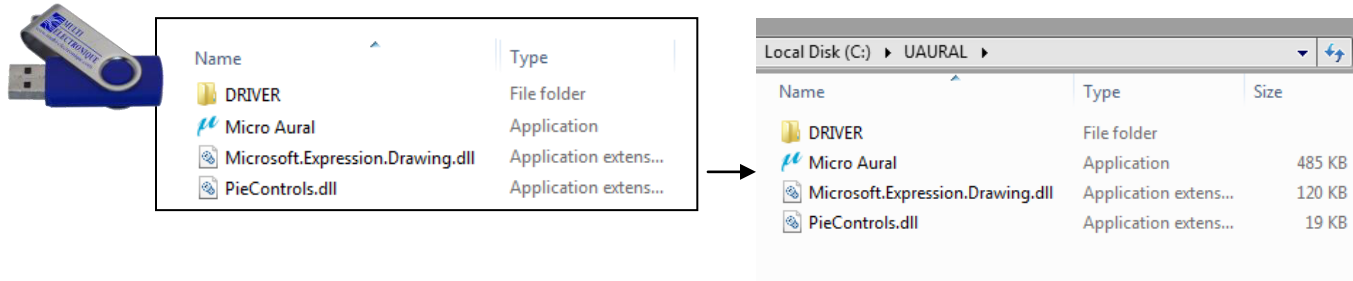 MULTI
ELECTRONIQUE
Name Type
DRIVER File folder
Micro Aural Application
Microsoft.Expression.Drawing.dll Application extens...
PieControls.dll Application extens...
Local Disk (C:) UAURAL
Name Type Size
DRIVER File folder
Micro Aural Application 485 KB
Microsoft.Expression.Drawing.dll Application extens... 120 KB
PieControls.dll Application extens... 19 KB